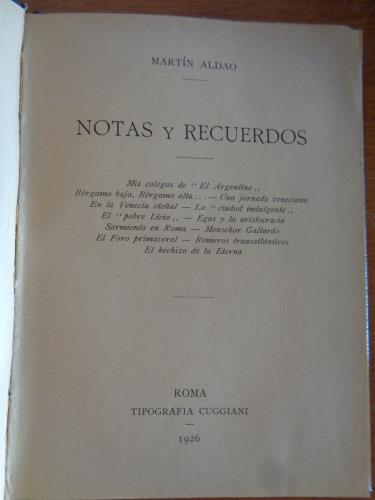 MARTÍN ALDAO
NOTAS Y RECUERDOS
Mis colegas de "El Argentino„
Bérgamo baja, Bérgamo alta... — Una jornada veneciana
En la Venecia otoñal — La "ciudad indulgente„
El "pobre Livio„ — Egas y la aristocracia
Sarmiento en Roma — Monseñor Gallardo
El Foro primaveral — Romeros transatlánticos
El hechizo de la Eterna
ROMA
TIPOGRAFIA CUGGIANI
1926